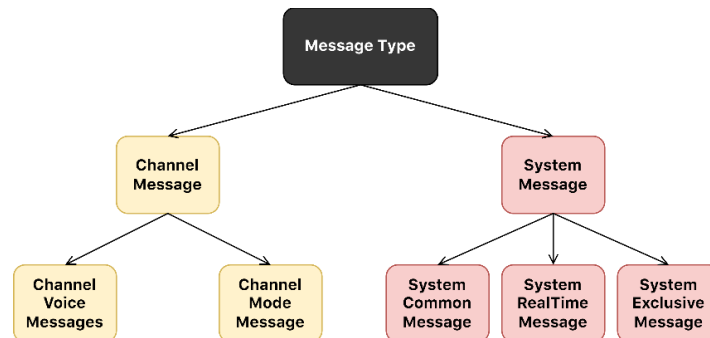 Message Type
Channel
Message
System
Message
Channel
Voice
Messages
Channel
Mode
Message
System
Common
Message
System
RealTime
Message
System
Exclusive
Message